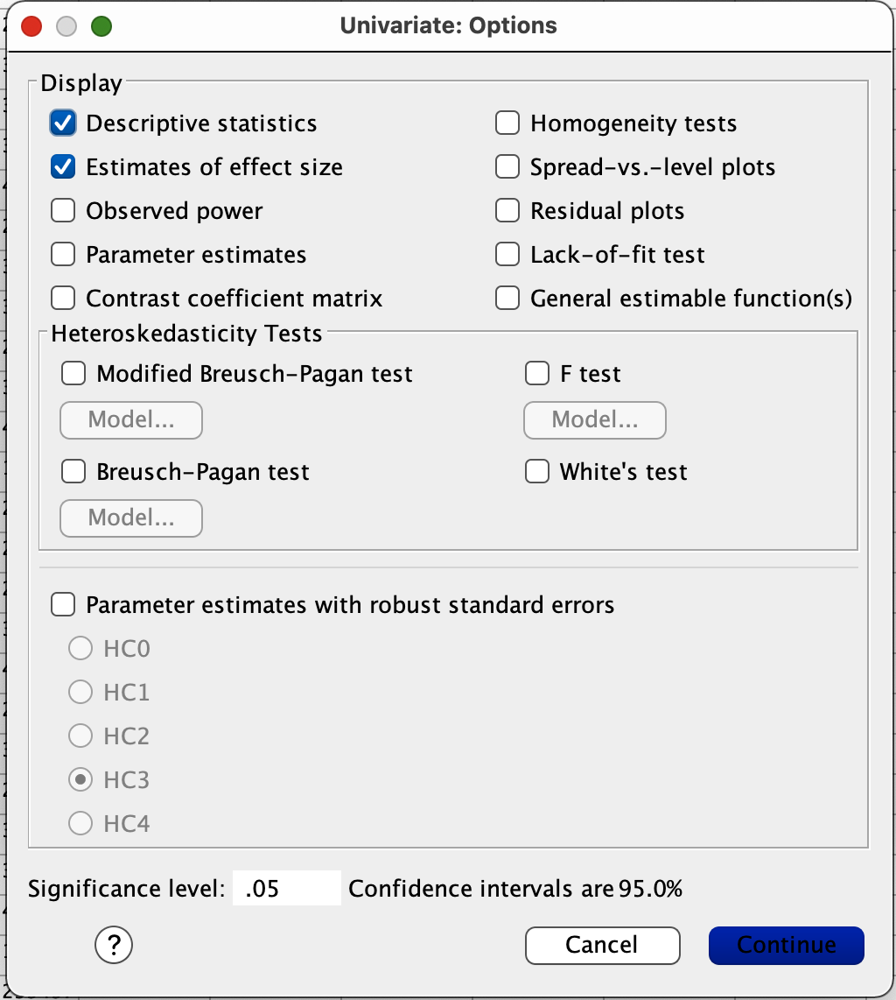 Univariate: Options
Display
Descriptive statistics
Homogeneity tests
Estimates of effect size
Spread-vs.-level plots
Observed power
Residual plots
Parameter estimates
Lack-of-fit test
Contrast coefficient matrix
General estimable function(s)
Heteroskedasticity Tests
Modified Breusch-Pagan test
F test
Model...
Model...
Breusch-Pagan test
White's test
Model...
Parameter estimates with robust standard errors
HC0
HC1
HC2
HC3
HC4
Significance level: .05 Confidence intervals are 95.0%
? Cancel Continue